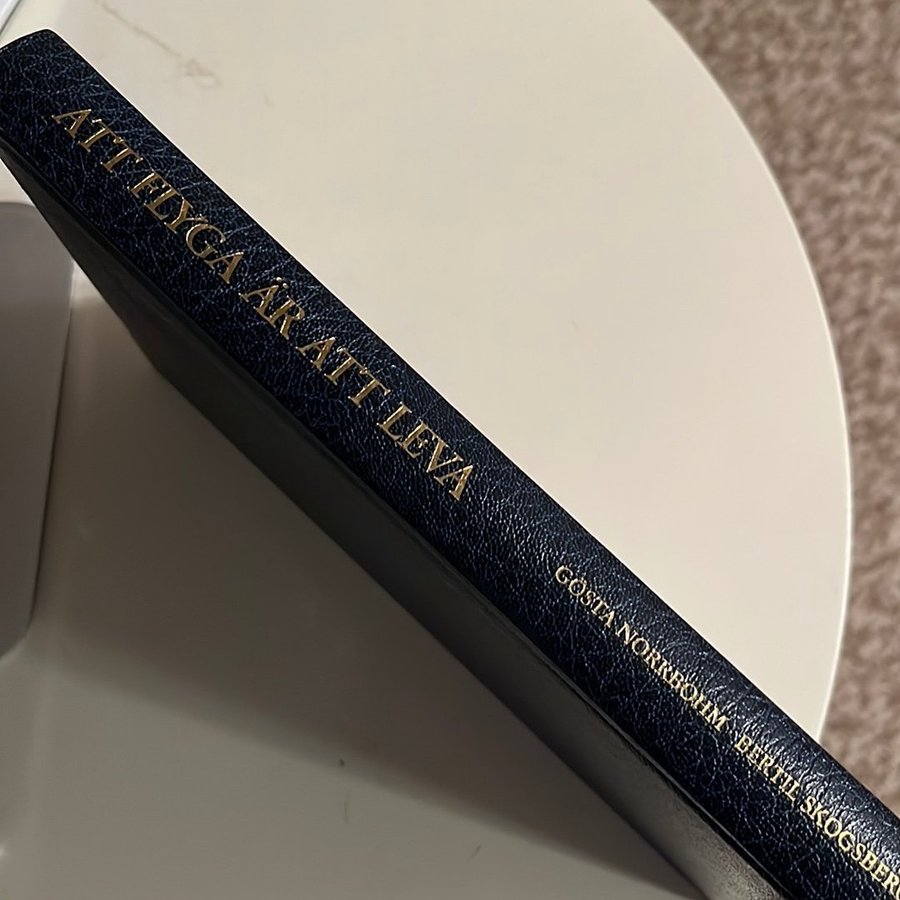 ATT FLYGA ÄR ATT LEVA
GÖSTA NORRBOHM BERTIL SKOGSBERG